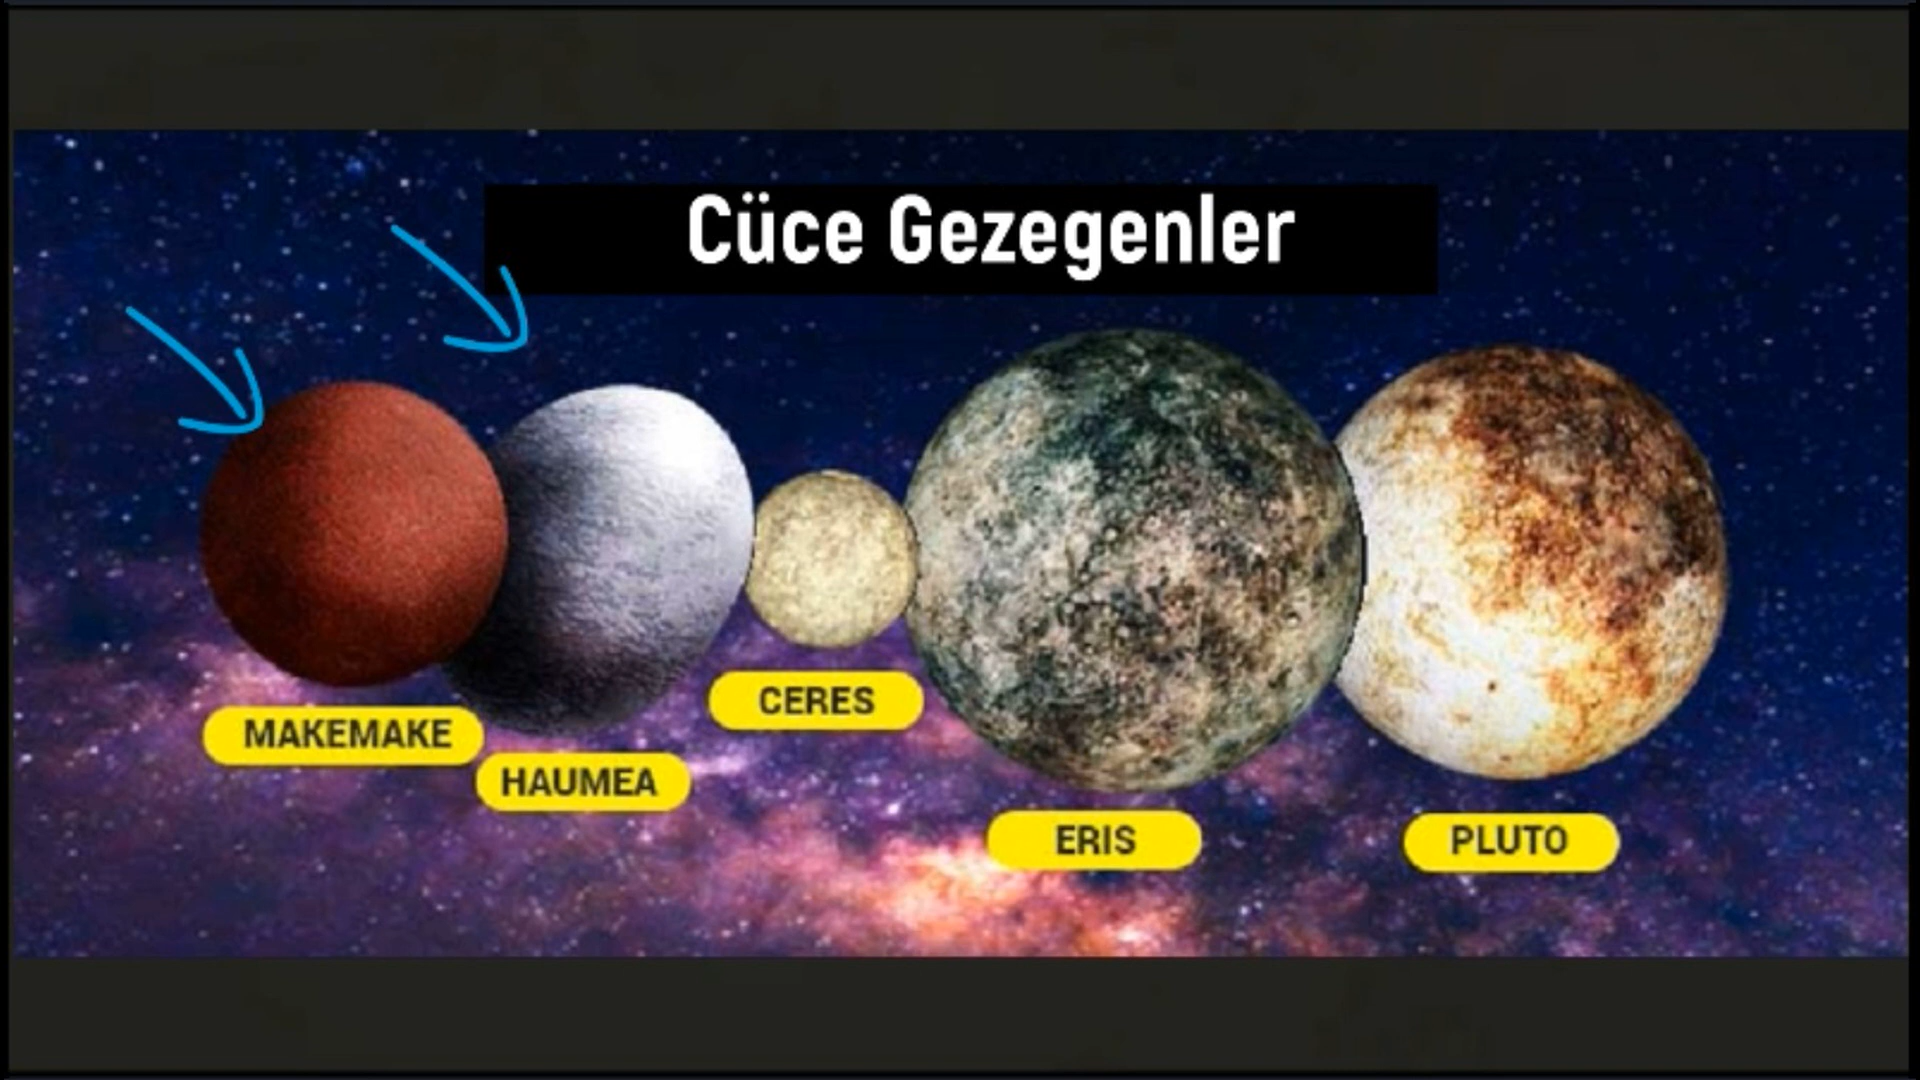 Cüce Gezegenler
MAKEMAKE
HAUMEA
CERES
ERIS
PLUTO